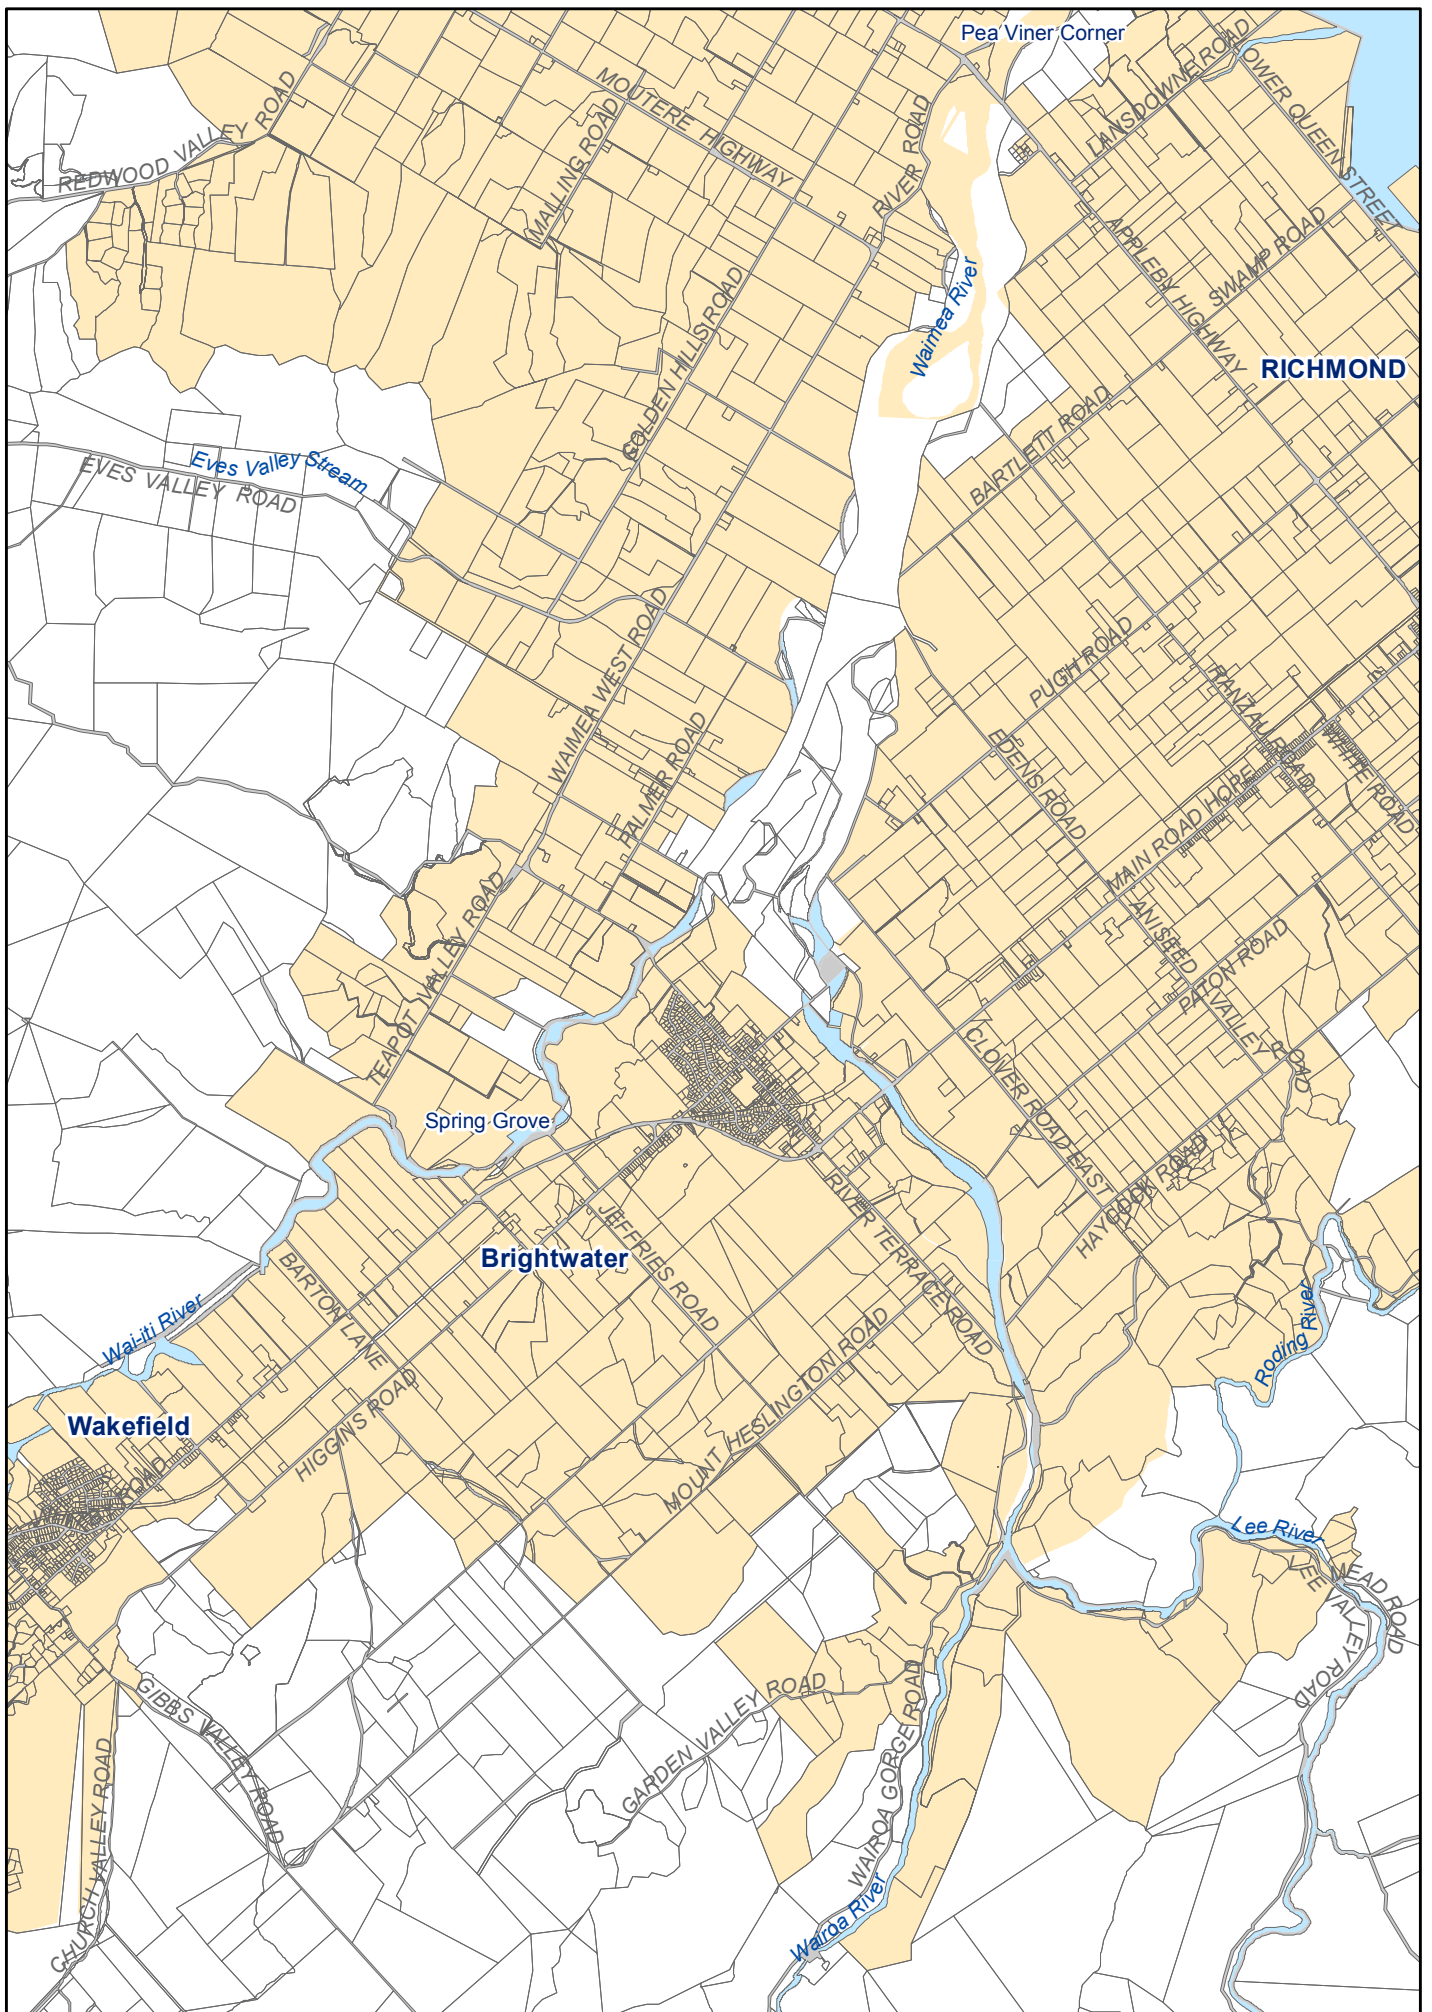 Pea Viner Corner
LANSDOWNE ROAD
LOWER QUEEN STREET
MOUTERE HIGHWAY
MALLING ROAD
REDWOOD VALLEY ROAD
RIVER ROAD
APPLEBY HIGHWAY
SWAMP ROAD
Waimea River
GOLDEN HILLS ROAD
RICHMOND
BARTLETT ROAD
Eves Valley Stream
EVES VALLEY ROAD
WAIMEA WEST ROAD
PUGH ROAD
RANZAU ROAD
WHITE ROAD
EDENS ROAD
PALMER ROAD
MAIN ROAD HOPE
ANISEED VALLEY ROAD
PATON ROAD
TEAPOT VALLEY ROAD
CLOVER ROAD EAST
Spring Grove
HAYCOCK ROAD
RIVER TERRACE ROAD
JEFFRIES ROAD
Brightwater
BARTON LANE
Wai-iti River
Roding River
HIGGINS ROAD
MOUNT HESLINGTON ROAD
Wakefield
ROAD
Lee River
MEAD ROAD
LEE VALLEY ROAD
GIBBS VALLEY ROAD
GARDEN VALLEY ROAD
WAIROA GORGE ROAD
CHURCH VALLEY ROAD
Wairoa River